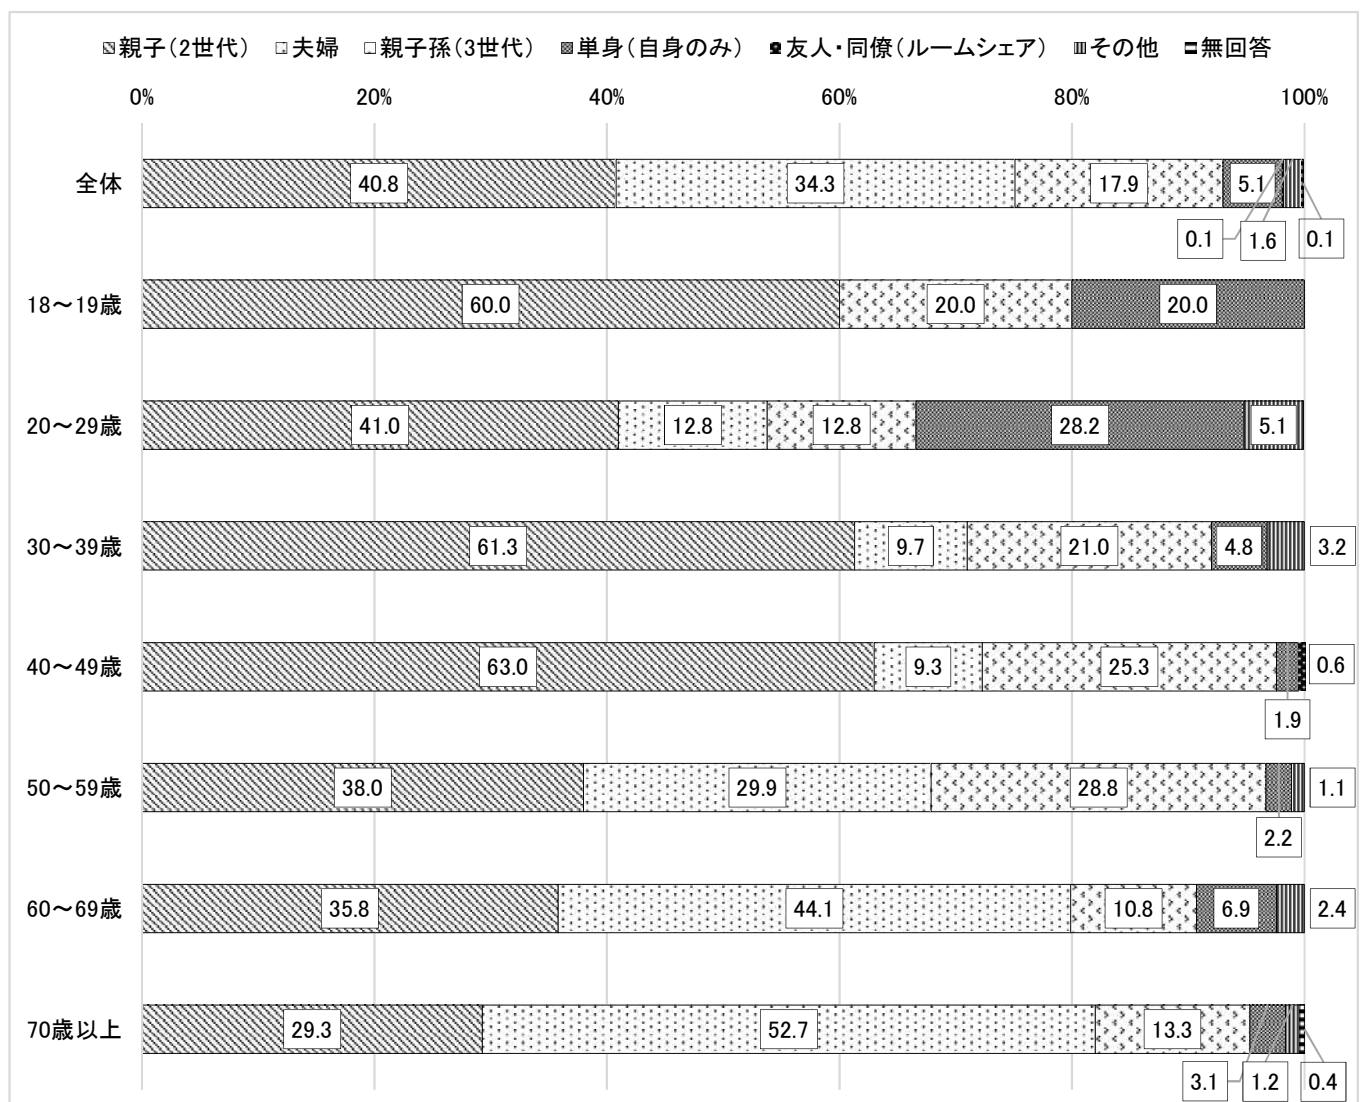 親子（2世代） 夫婦 親子孫（3世代） 単身（自身のみ） 友人・同僚（ルームシェア） その他 無回答
0% 20% 40% 60% 80% 100%
全体 40.8 34.3 17.9 5.1
0.1 1.6 0.1
18～19歳 60.0 20.0 20.0
20～29歳 41.0 12.8 12.8 28.2 5.1
30～39歳 61.3 9.7 21.0 4.8 3.2
40～49歳 63.0 9.3 25.3 0.6
1.9
50～59歳 38.0 29.9 28.8 1.1
2.2
60～69歳 35.8 44.1 10.8 6.9 2.4
70歳以上 29.3 52.7 13.3
3.1 1.2 0.4